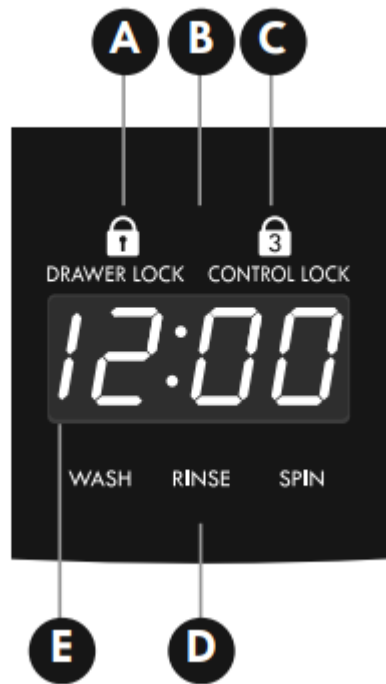 A B C
3
DRAWER LOCK CONTROL LOCK
12:00
WASH RINSE SPIN
E D